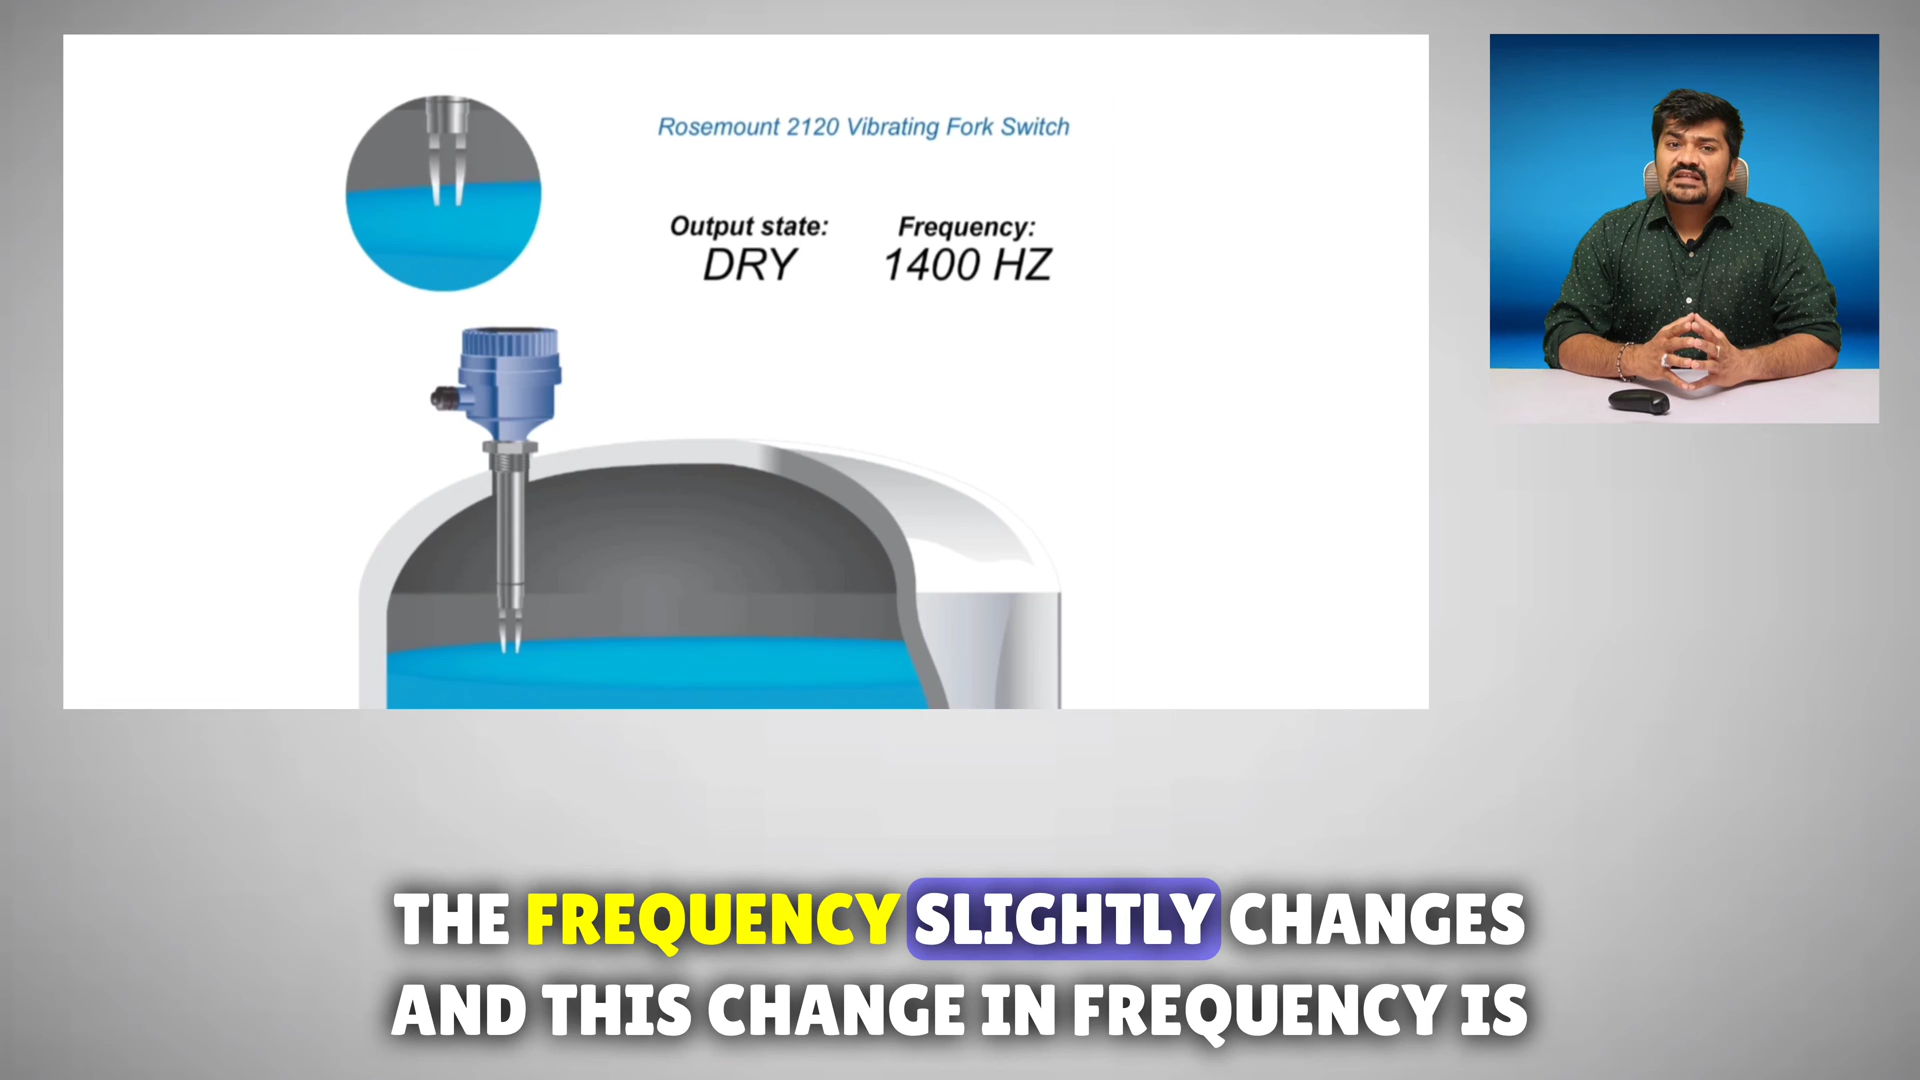 Rosemount 2120 Vibrating Fork Switch
Output state: Frequency:
DRY 1400 HZ
THE FREQUENCY SLIGHTLY CHANGES
AND THIS CHANGE IN FREQUENCY IS